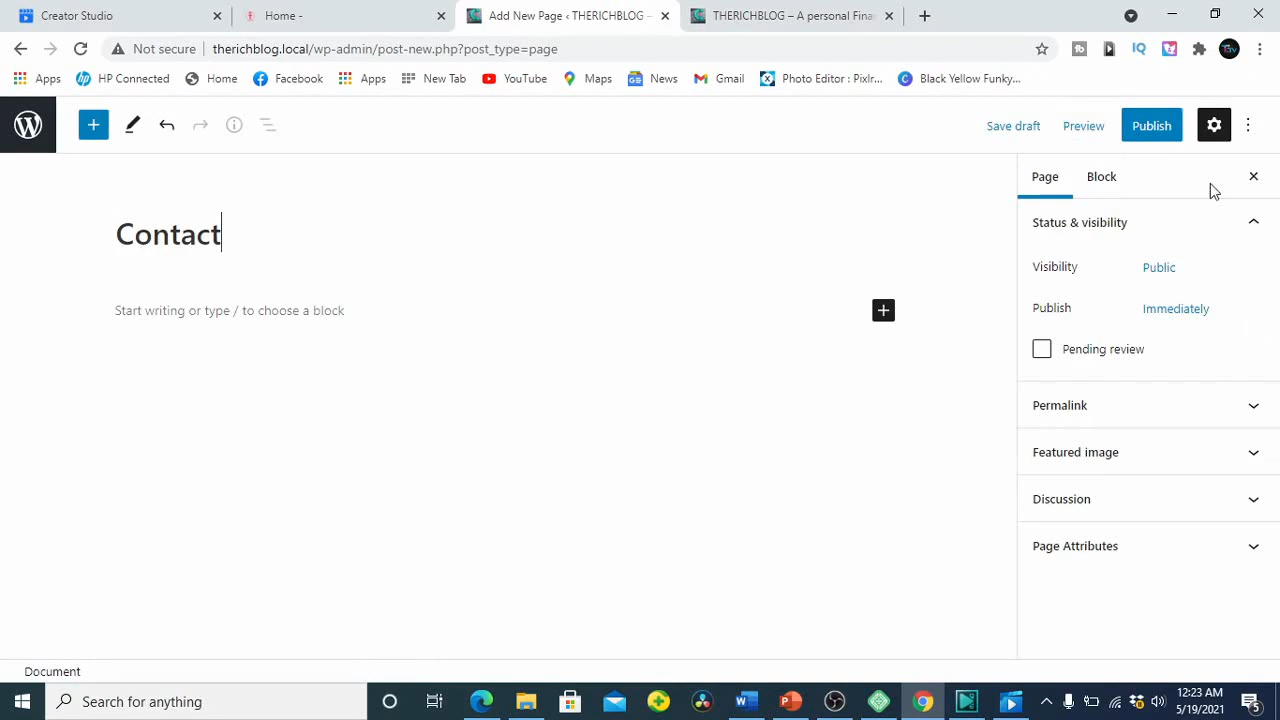 Creator Studio
Home -
Add New Page ‹ THERICHBLOG —
THERICHBLOG – A personal Finar
Not secure
therichblog.local/wp-admin/post-new.php?post_type=page
IQ
Apps
HP Connected
Home
Facebook
Apps
New Tab
YouTube
Maps
News
Gmail
Photo Editor : Pixlr...
Black Yellow Funky...
Save draft
Preview
Publish
Page
Block
Contact
Start writing or type / to choose a block
Status & visibility
Visibility
Public
Publish
Immediately
Pending review
Permalink
Featured image
Discussion
Page Attributes
Document
Search for anything
12:23 AM
5/19/2021
5